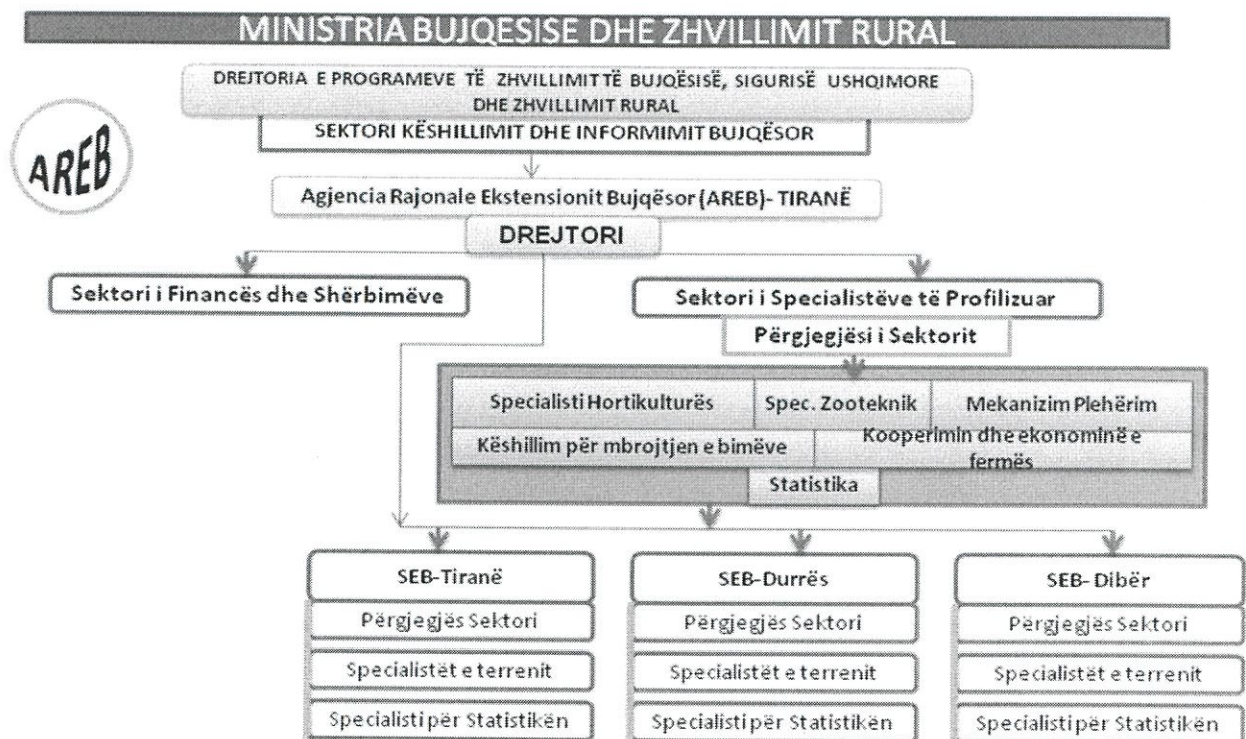 MINISTRIA BUJQESISE DHE ZHVILLIMIT RURAL
DREJTORIA E PROGRAMEVE TË ZHVILLIMIT TË BUJQËSISË, SIGURISË USHQIMORE
DHE ZHVILLIMIT RURAL
SEKTORI KËSHILLIMIT DHE INFORMIMIT BUJQËSOR
AREB
Agjencia Rajonale Ekstensionit Bujqësor (AREB)- TIRANË
DREJTORI
Sektori i Financës dhe Shërbimëve
Sektori i Specialistëve të Profilizuar
Përgjegjësi i Sektorit
Specialisti Hortikulturës
Spec. Zooteknik
Mekanizim Plehërim
Këshillim për mbrojtjen e bimëve
Kooperimin dhe ekonominë e
fermës
Statistika
SEB-Tiranë
Përgjegjës Sektori
Specialistët e terrenit
Specialisti për Statistikën
SEB-Durrës
Përgjegjës Sektori
Specialistët e terrenit
Specialisti për Statistikën
SEB- Dibër
Përgjegjës Sektori
Specialistët e terrenit
Specialisti për Statistikën